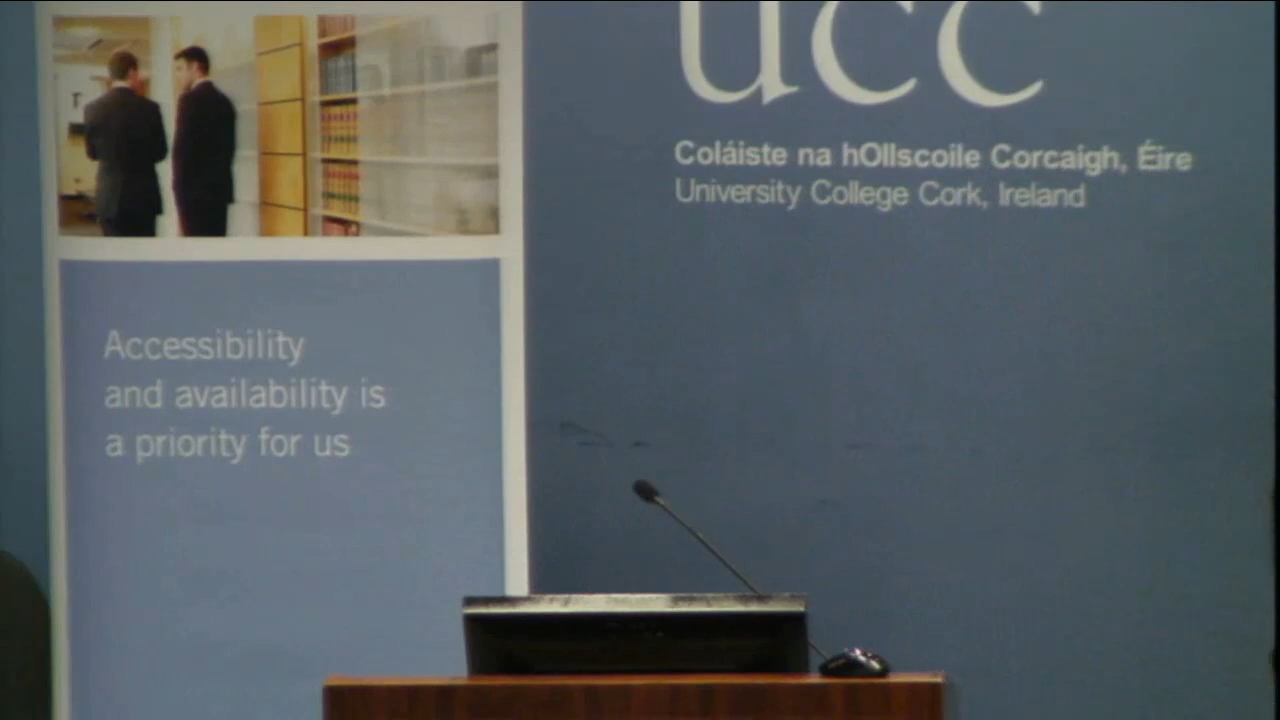 ucc
Coláiste na hOllscoile Corcaigh, Éire
University College Cork, Ireland
Accessibility
and availability is
a priority for us